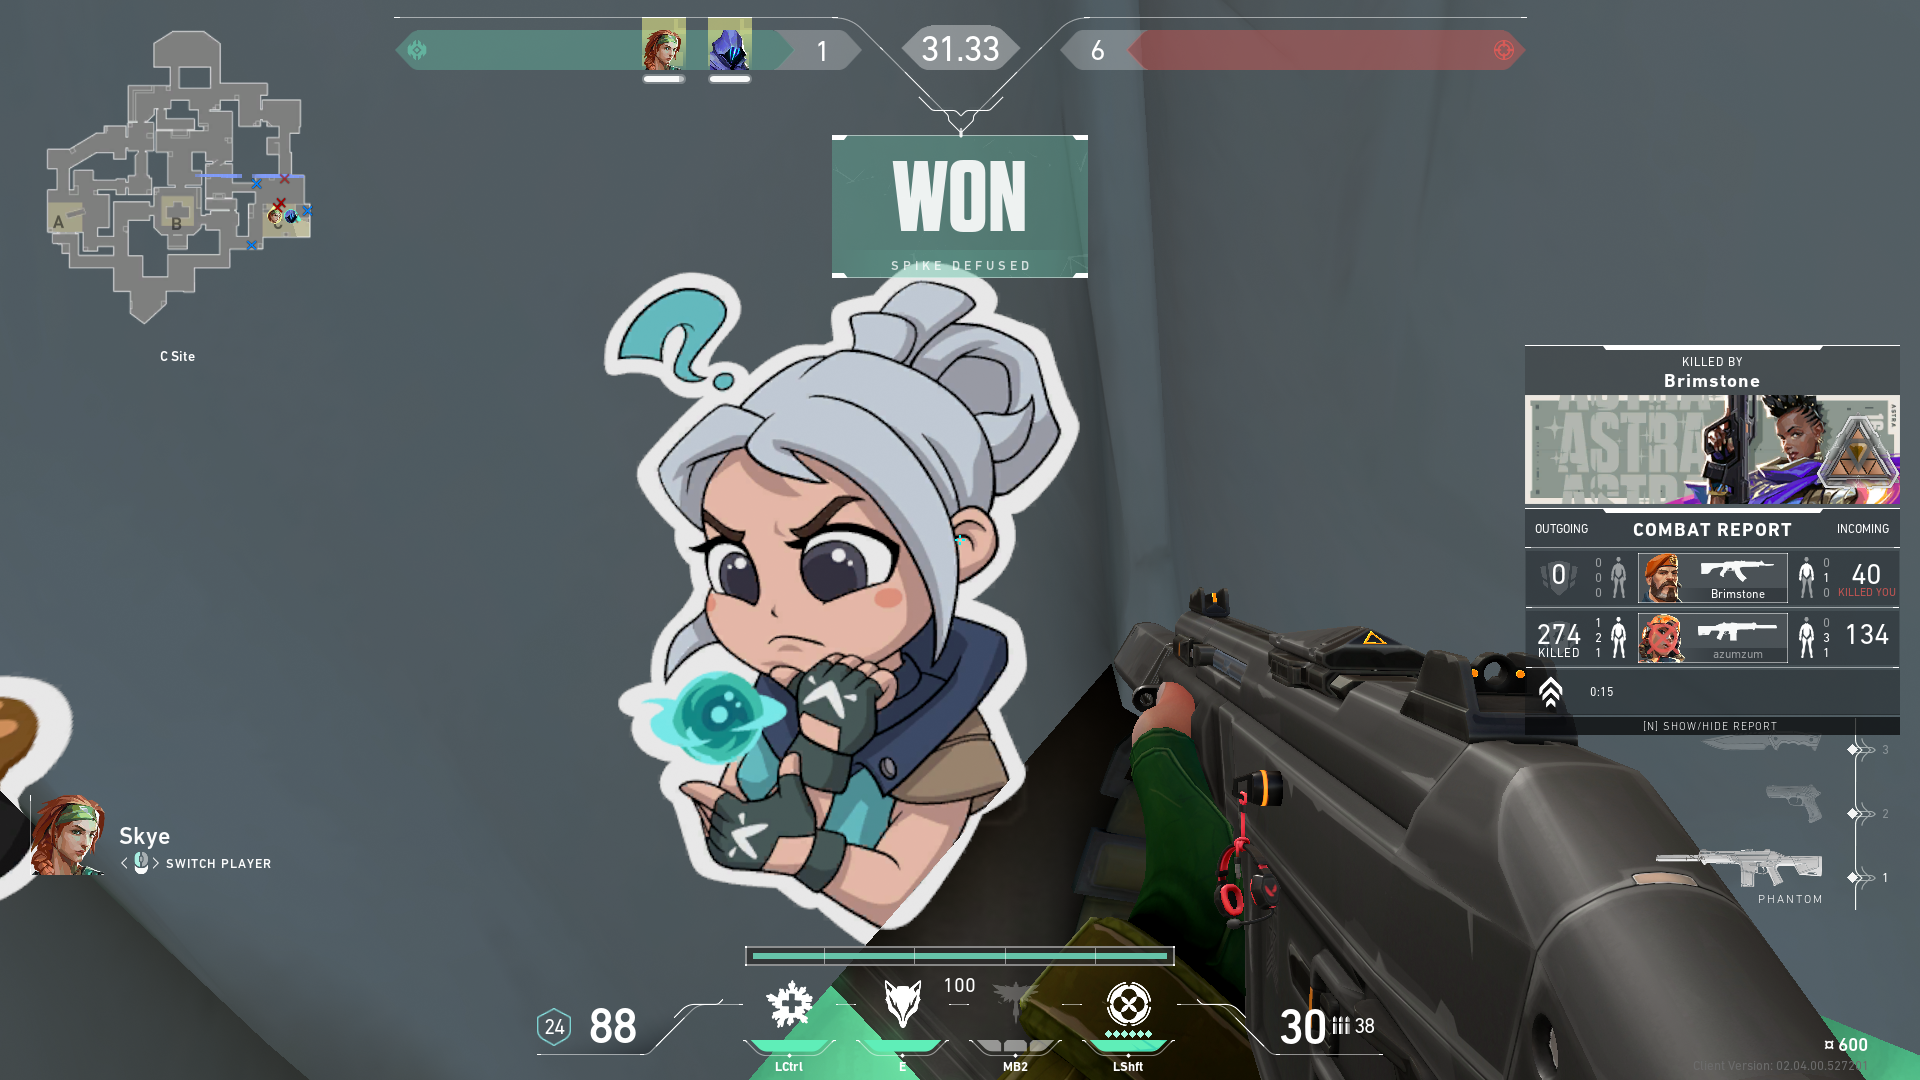 1
31.33
6
WON
SPIKE DEFUSED
A
B
C Site
KILLED BY
Brimstone
ASTRA
ASTRA
OUTGOING
COMBAT REPORT
INCOMING
0
0
0
0
Brimstone
0
1
0
40
KILLED YOU
274
KILLED
1
2
1
azumzum
0
3
1
134
0:15
[N] SHOW/HIDE REPORT
3
2
1
PHANTOM
Skye
SWITCH PLAYER
24
88
100
LCtrl
E
MB2
LShft
30
38
600